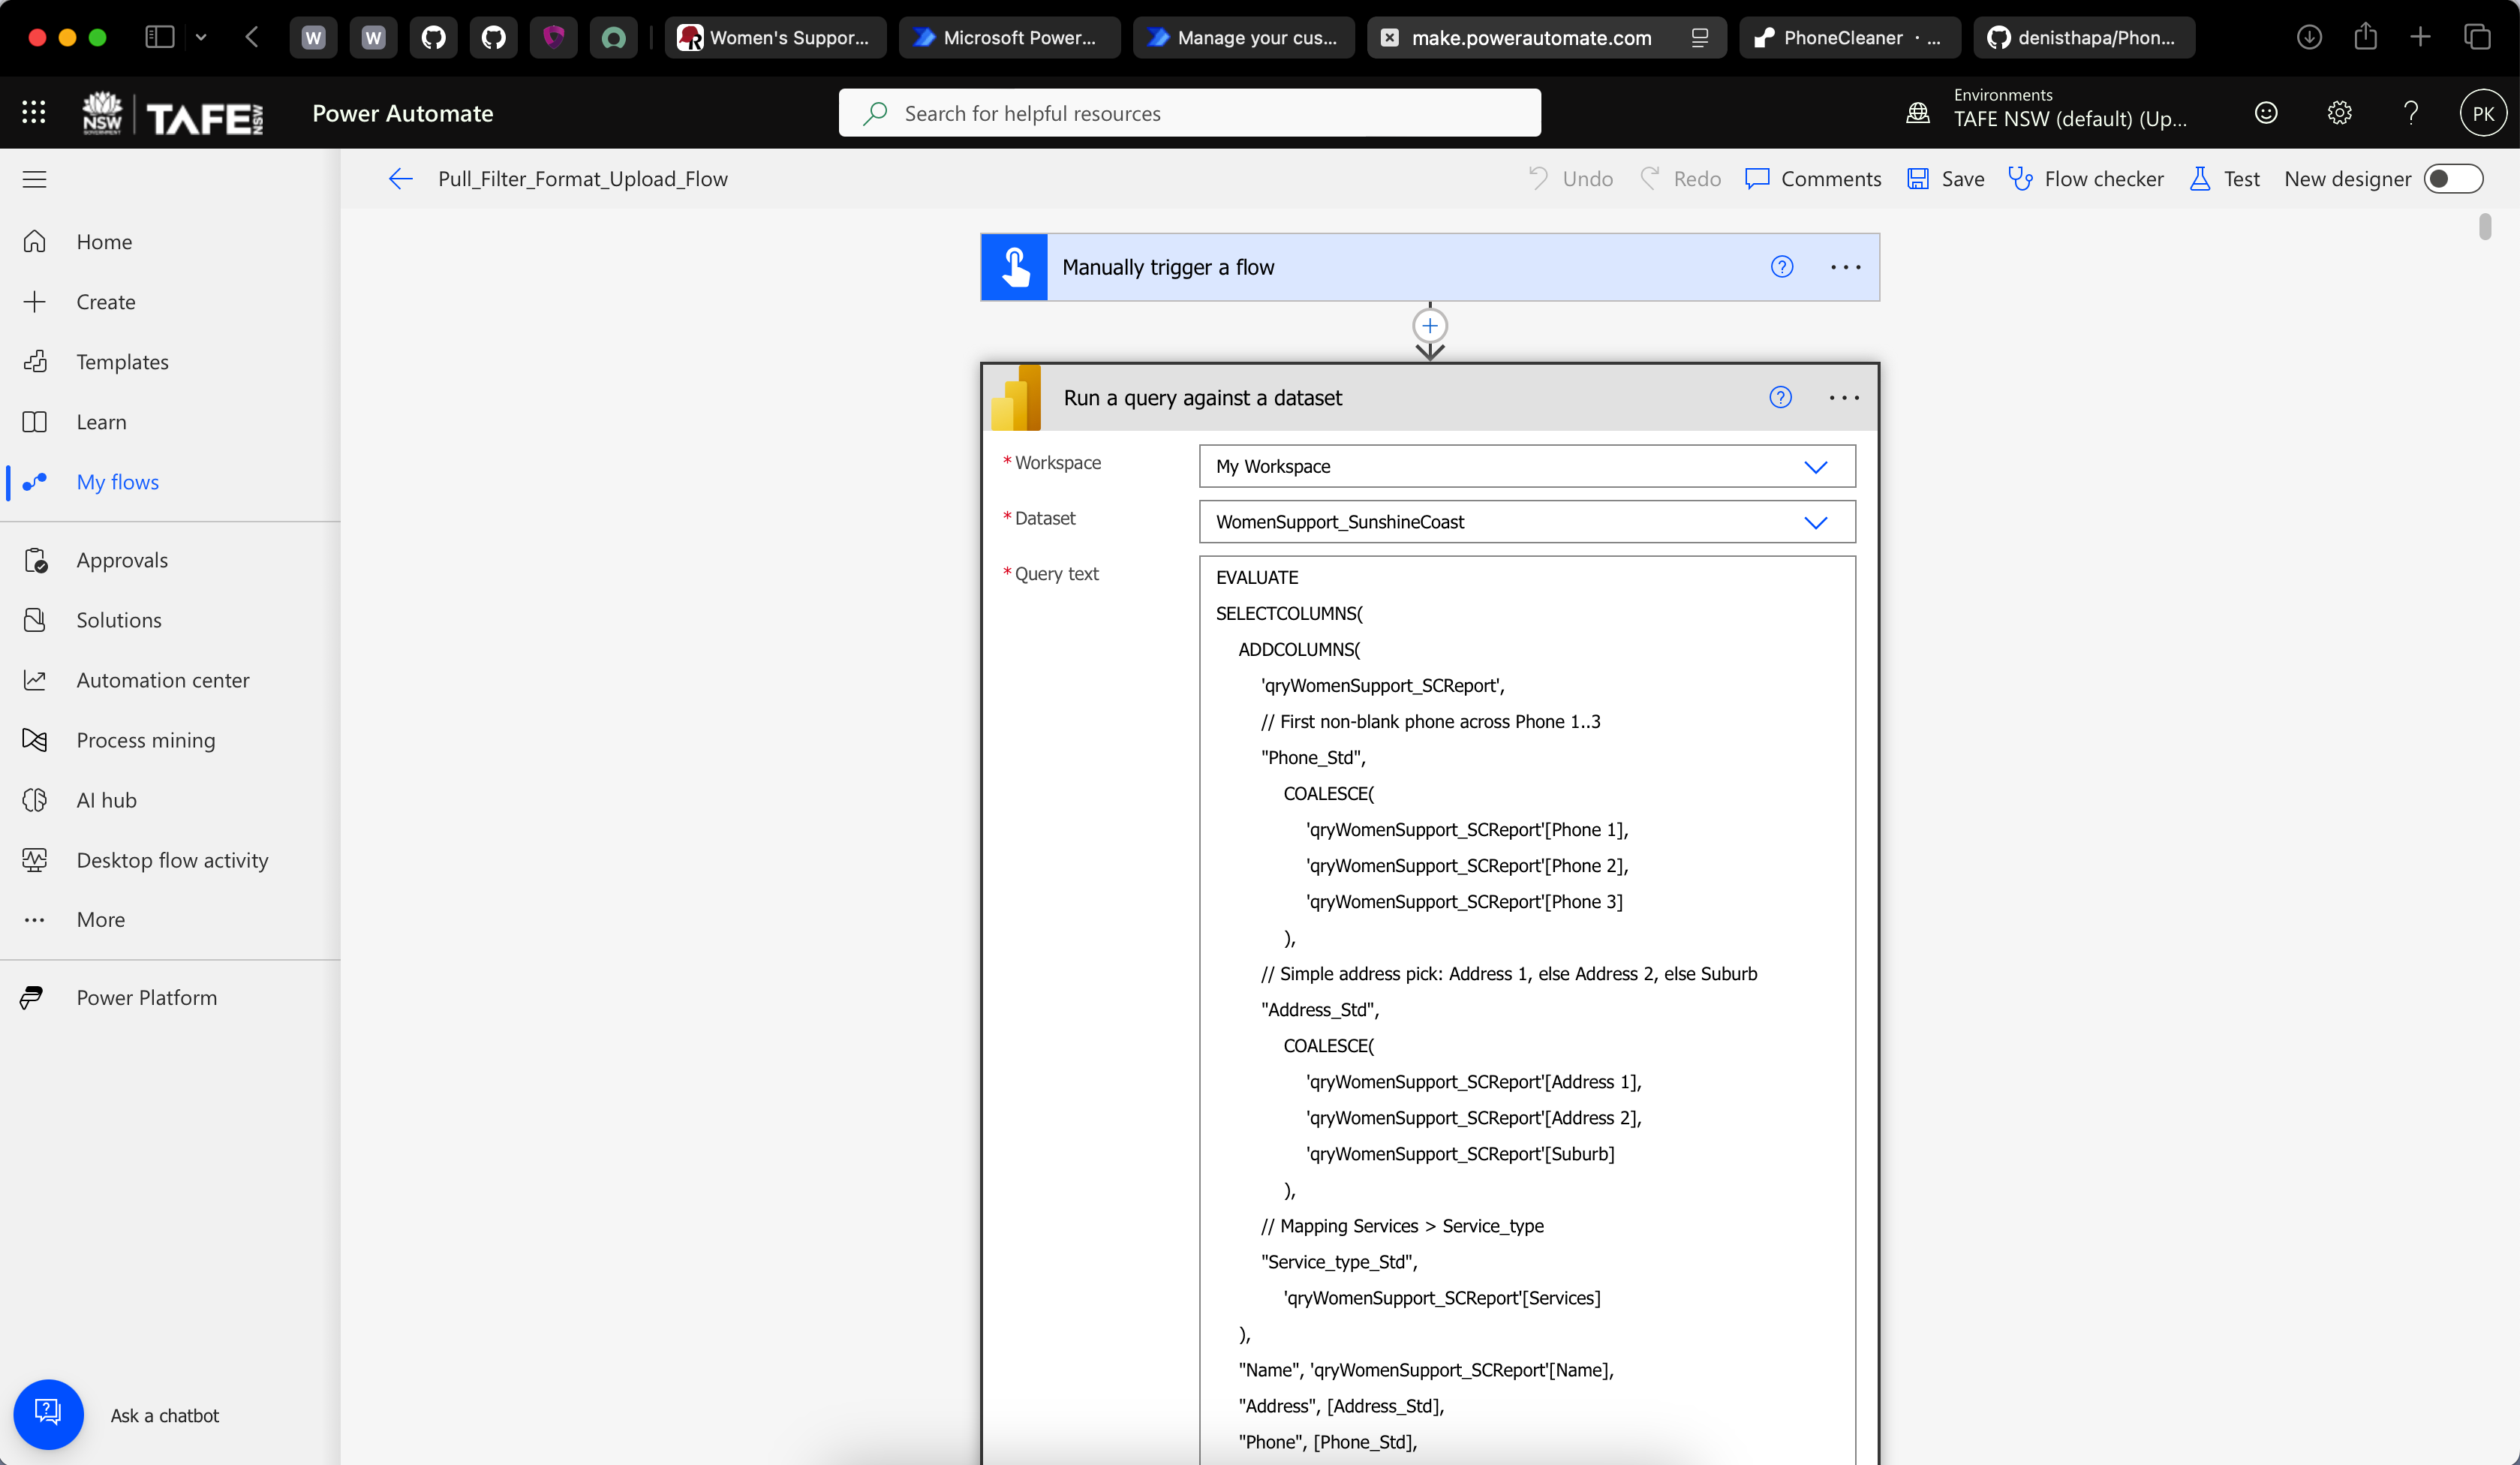 W
W
Women's Suppor...
Microsoft Power...
Manage your cus...
make.powerautomate.com
PhoneCleaner · ...
denisthapa/Phon...
NSW
GOVERNMENT
TAFE NSW
Power Automate
Search for helpful resources
Environments
TAFE NSW (default) (Up...
PK
Pull_Filter_Format_Upload_Flow
Undo
Redo
Comments
Save
Flow checker
Test
New designer
Home
Create
Templates
Learn
My flows
Approvals
Solutions
Automation center
Process mining
AI hub
Desktop flow activity
More
Power Platform
Ask a chatbot
Manually trigger a flow
Run a query against a dataset
* Workspace
My Workspace
* Dataset
WomenSupport_SunshineCoast
* Query text
EVALUATE
SELECTCOLUMNS(
ADDCOLUMNS(
'qryWomenSupport_SCReport',
// First non-blank phone across Phone 1..3
"Phone_Std",
COALESCE(
'qryWomenSupport_SCReport'[Phone 1],
'qryWomenSupport_SCReport'[Phone 2],
'qryWomenSupport_SCReport'[Phone 3]
),
// Simple address pick: Address 1, else Address 2, else Suburb
"Address_Std",
COALESCE(
'qryWomenSupport_SCReport'[Address 1],
'qryWomenSupport_SCReport'[Address 2],
'qryWomenSupport_SCReport'[Suburb]
),
// Mapping Services > Service_type
"Service_type_Std",
'qryWomenSupport_SCReport'[Services]
),
"Name", 'qryWomenSupport_SCReport'[Name],
"Address", [Address_Std],
"Phone", [Phone_Std],